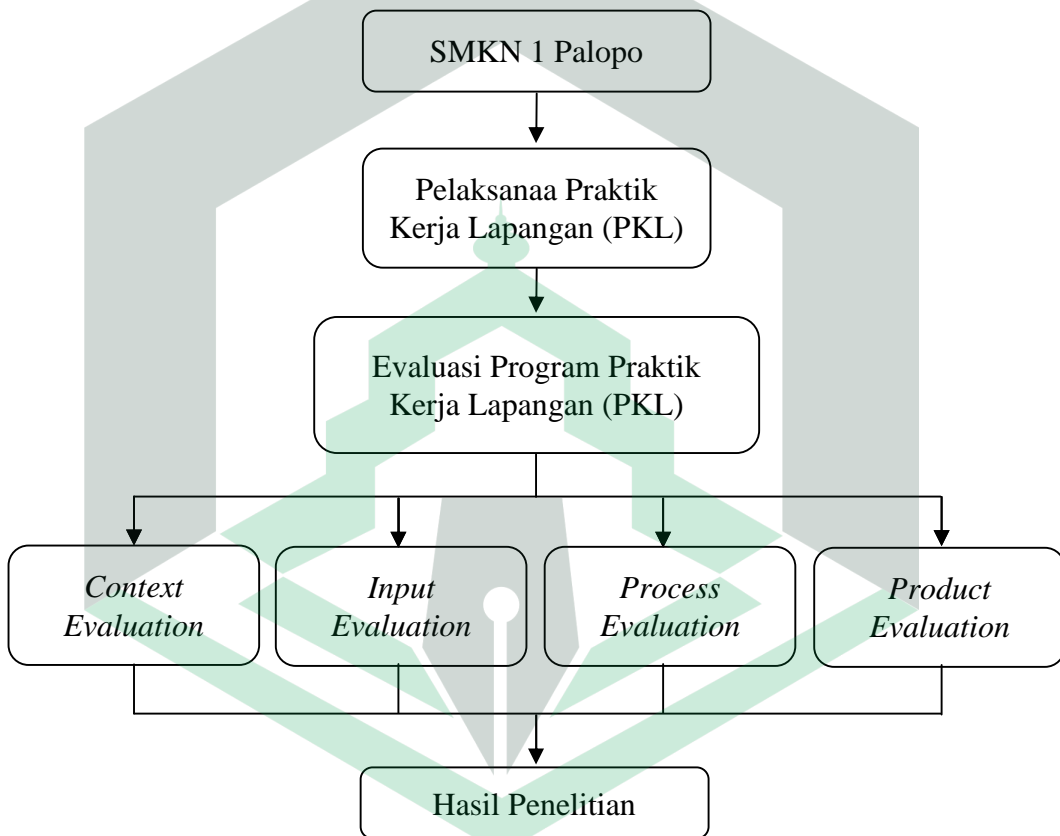 SMKN 1 Palopo
Pelaksanaa Praktik
Kerja Lapangan (PKL)
Evaluasi Program Praktik
Kerja Lapangan (PKL)
Context
Evaluation
Input
Evaluation
Process
Evaluation
Product
Evaluation
Hasil Penelitian